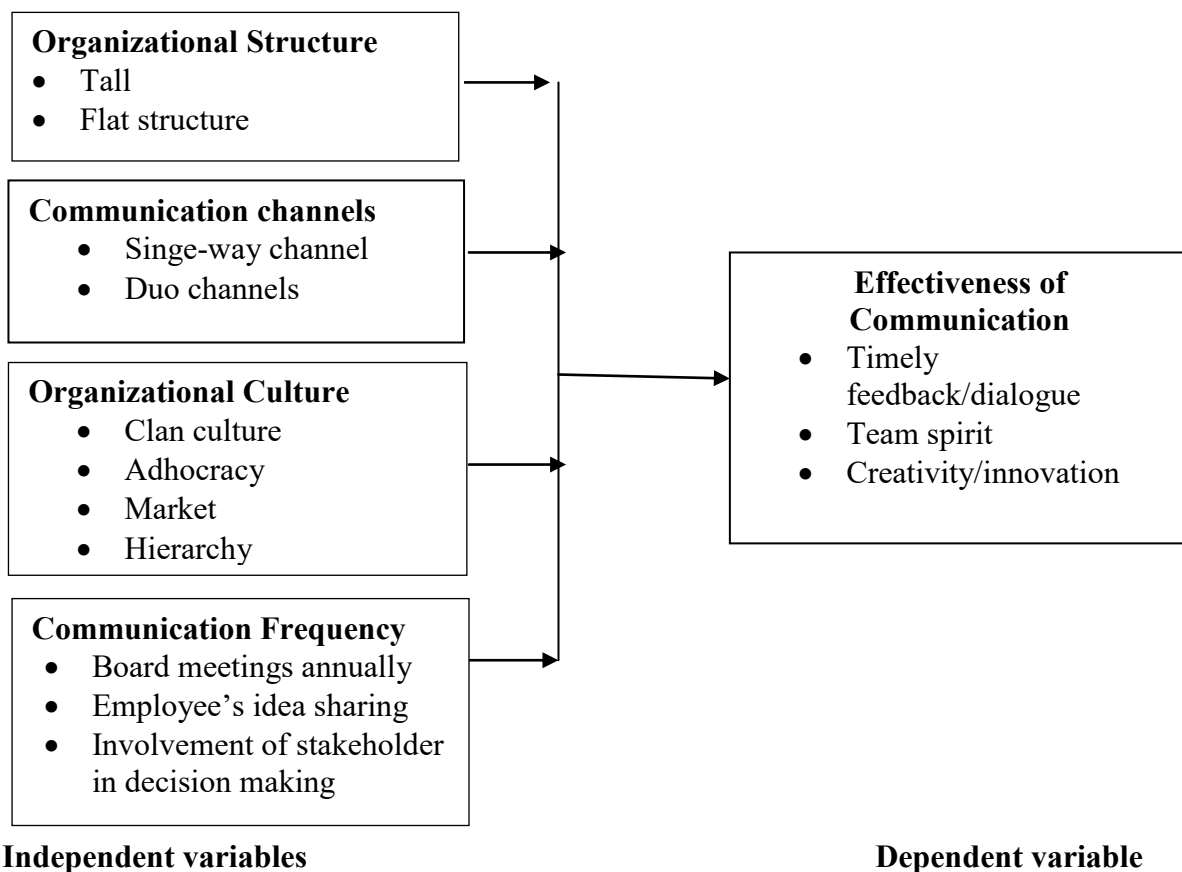 Organizational Structure
• Tall
• Flat structure
Communication channels
• Singe-way channel
• Duo channels
Organizational Culture
• Clan culture
• Adhocracy
• Market
• Hierarchy
Communication Frequency
• Board meetings annually
• Employee’s idea sharing
• Involvement of stakeholder
in decision making
Effectiveness of
Communication
• Timely
feedback/dialogue
• Team spirit
• Creativity/innovation
Independent variables
Dependent variable